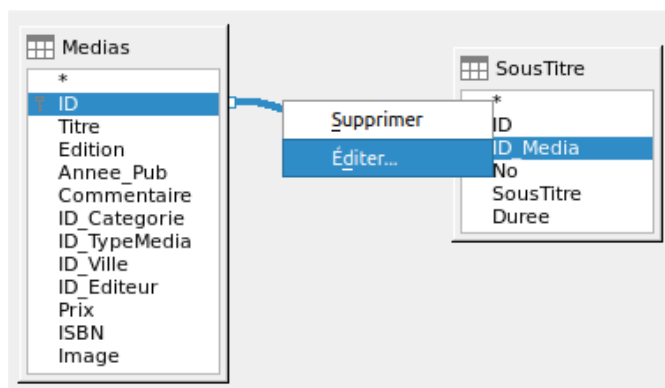 Medias
*
ID
Titre
Edition
Annee_Pub
Commentaire
ID_Categorie
ID_TypeMedia
ID_Ville
ID_Editeur
Prix
ISBN
Image
Supprimer
Éditer...
SousTitre
*
ID
ID_Media
No
SousTitre
Duree